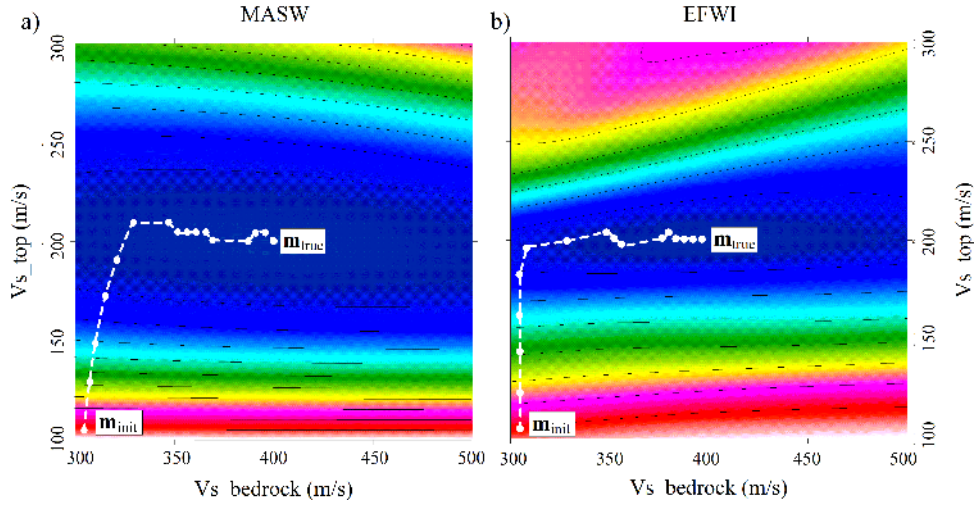 a) MASW
b) EFWI
300
250
200
150
100
Vs_top (m/s)
m_true
m_init
300 350 400 450 500
Vs_bedrock (m/s)
300
250
200
150
100
Vs_top (m/s)
m_true
m_init
300 350 400 450 500
Vs_bedrock (m/s)